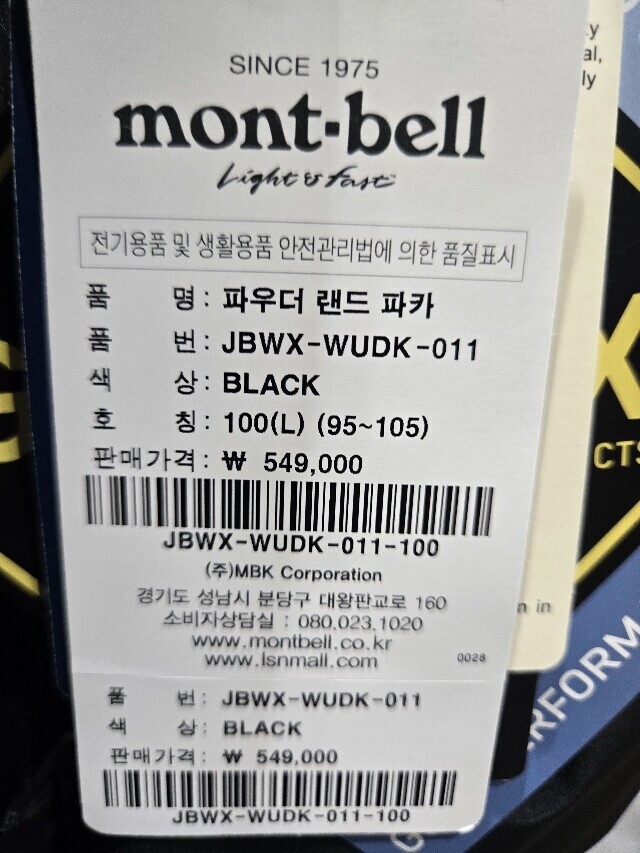 SINCE 1975
mont-bell
Light & Fast
전기용품 및 생활용품 안전관리법에 의한 품질표시
품 명 : 파우더 랜드 파카
품 번 : JBWX-WUDK-011
색 상 : BLACK
호 칭 : 100(L) (95~105)
판매가격 : ₩ 549,000
JBWX-WUDK-011-100
(주)MBK Corporation
경기도 성남시 분당구 대왕판교로 160
소비자상담실 : 080.023.1020
www.montbell.co.kr
www.lsnmall.com
0026
품 번 : JBWX-WUDK-011
색 상 : BLACK
판매가격 : ₩ 549,000
JBWX-WUDK-011-100